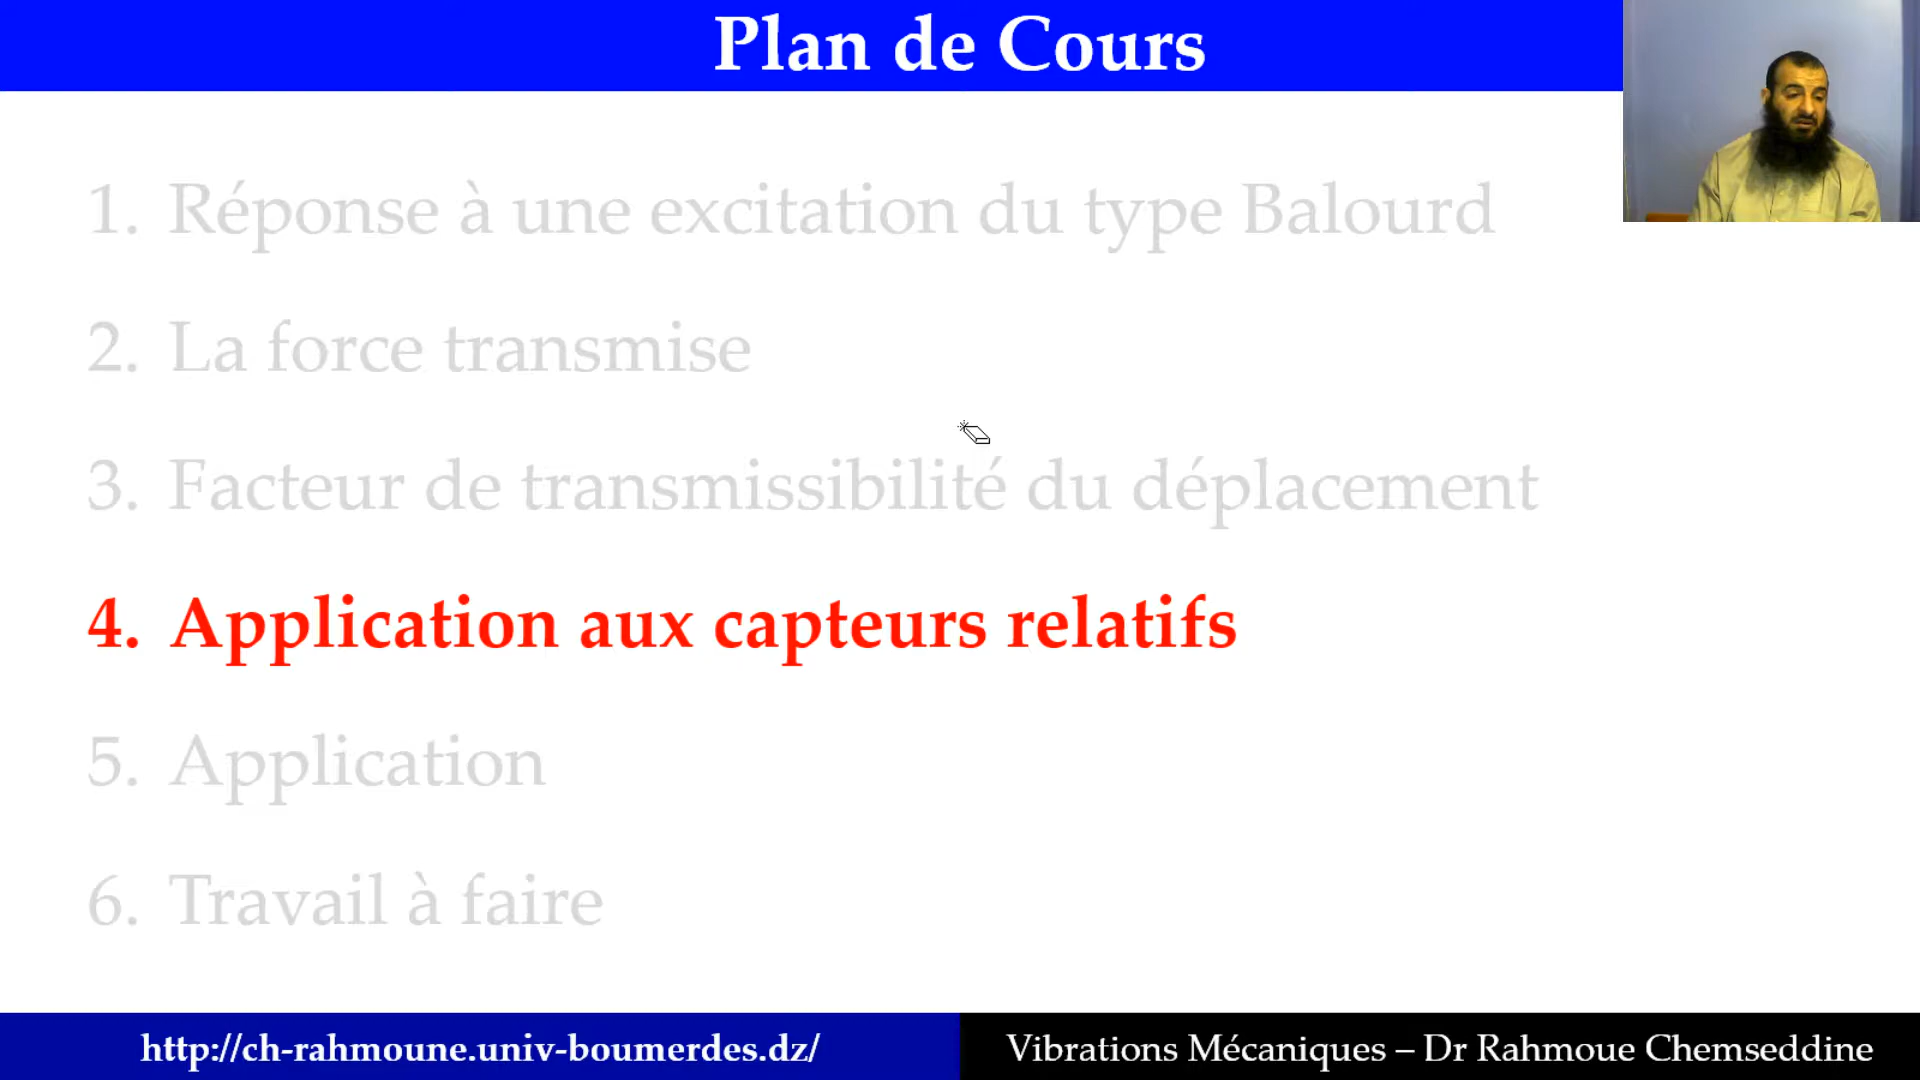 Plan de Cours
1. Réponse à une excitation du type Balourd
2. La force transmise
3. Facteur de transmissibilité du déplacement
4. Application aux capteurs relatifs
5. Application
6. Travail à faire
http://ch-rahmoune.univ-boumerdes.dz/
Vibrations Mécaniques – Dr Rahmoue Chemseddine